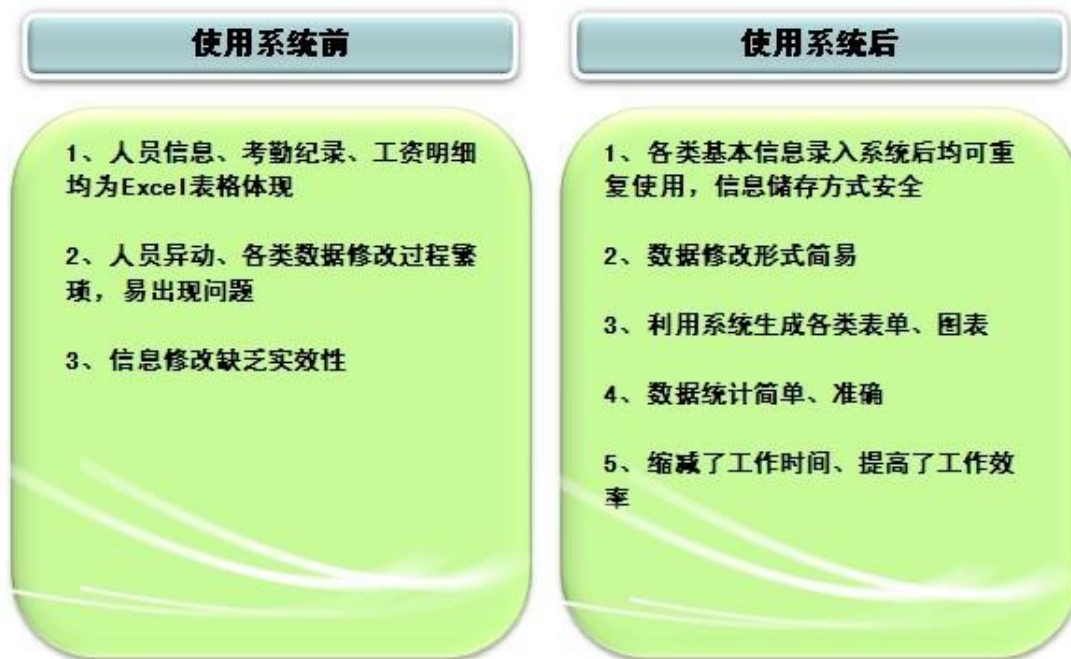 使用系统前
1、人员信息、考勤纪录、工资明细
均为Excel表格体现
2、人员异动、各类数据修改过程繁
琐，易出现问题
3、信息修改缺乏实效性
使用系统后
1、各类基本信息录入系统后均可重
复使用，信息储存方式安全
2、数据修改形式简易
3、利用系统生成各类表单、图表
4、数据统计简单、准确
5、缩减了工作时间、提高了工作效
率